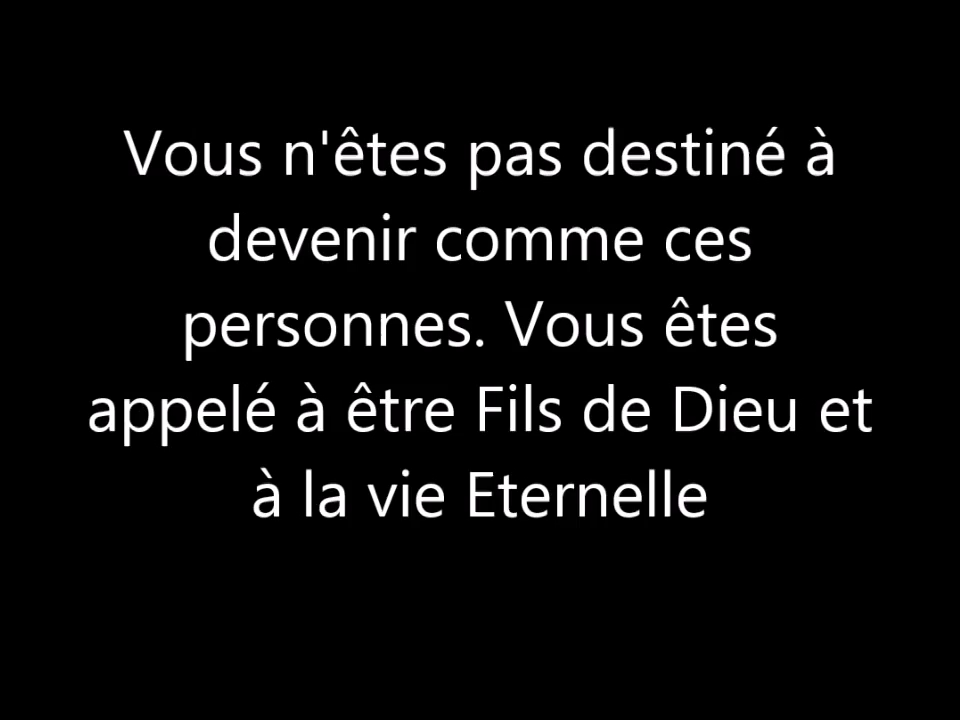 Vous n'êtes pas destiné à
devenir comme ces
personnes. Vous êtes
appelé à être Fils de Dieu et
à la vie Eternelle